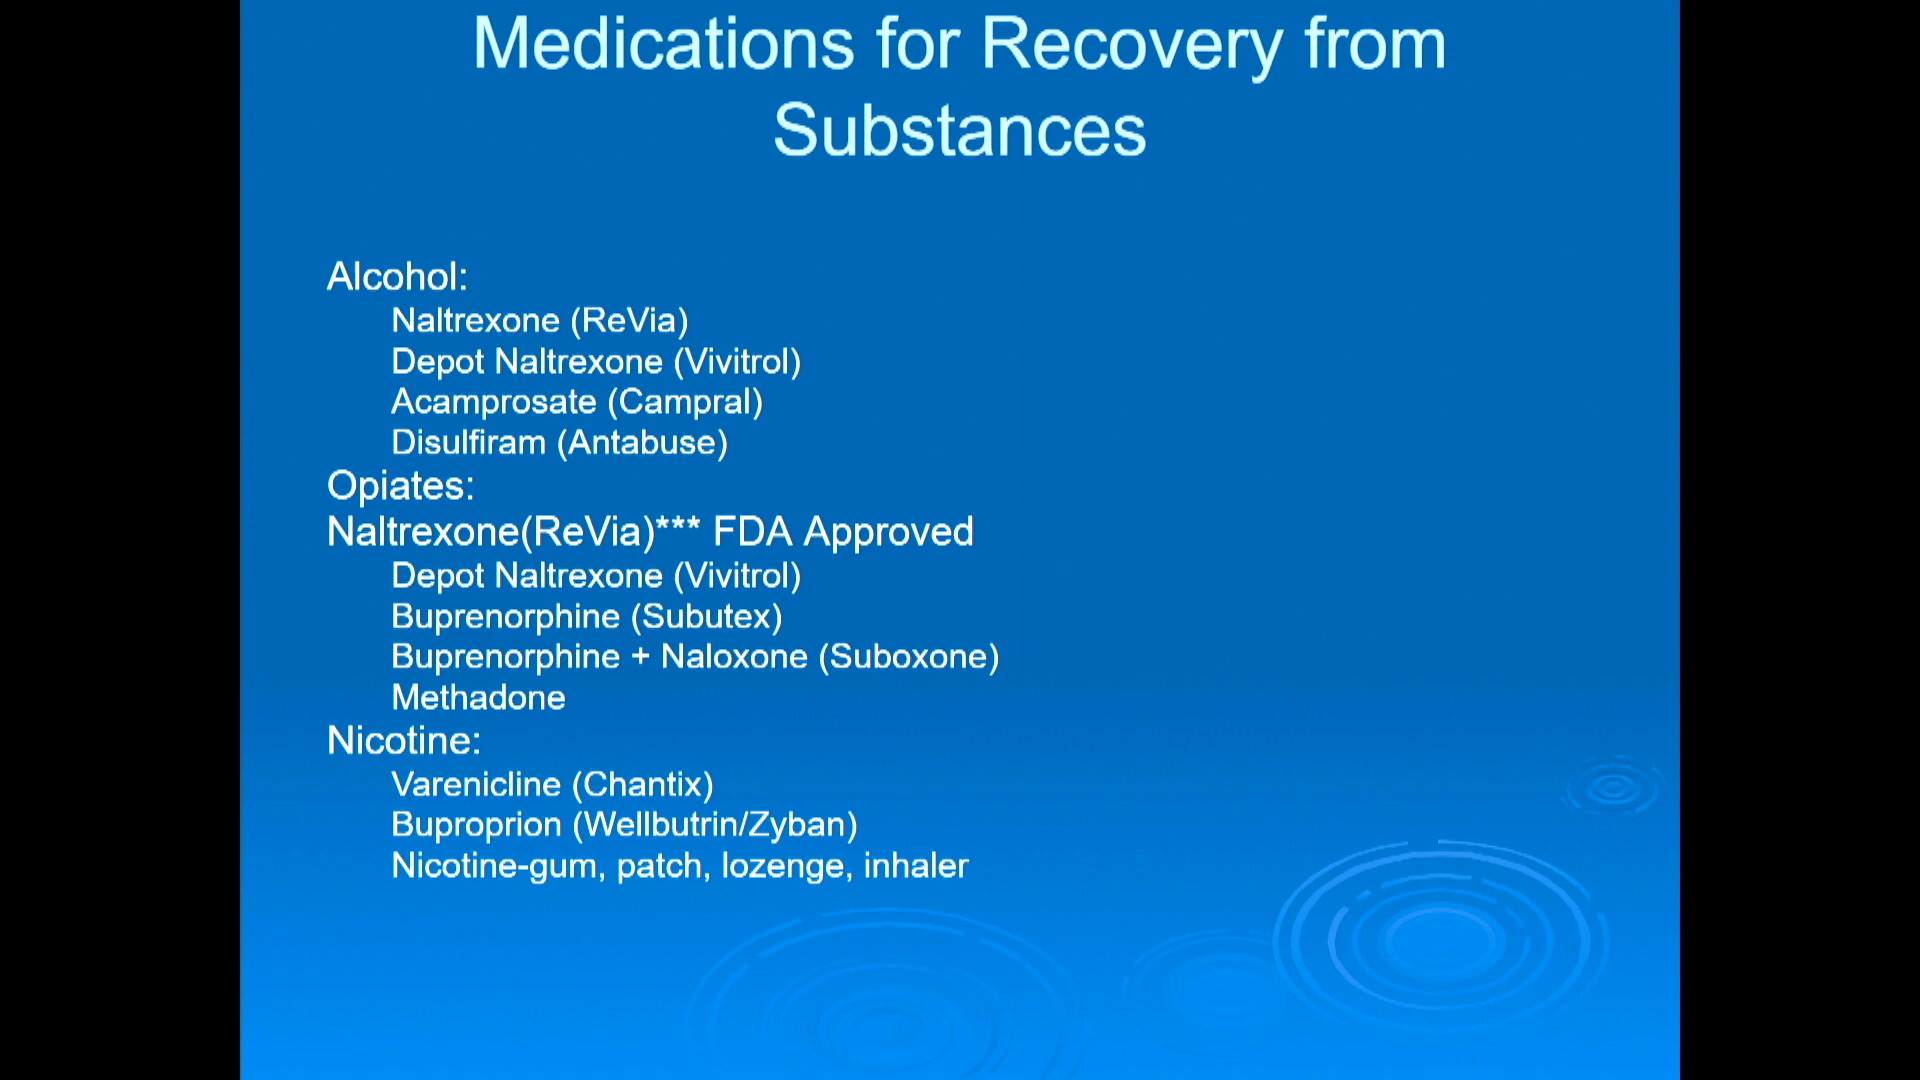 Medications for Recovery from
Substances
Alcohol:
Naltrexone (ReVia)
Depot Naltrexone (Vivitrol)
Acamprosate (Campral)
Disulfiram (Antabuse)
Opiates:
Naltrexone(ReVia)*** FDA Approved
Depot Naltrexone (Vivitrol)
Buprenorphine (Subutex)
Buprenorphine + Naloxone (Suboxone)
Methadone
Nicotine:
Varenicline (Chantix)
Buproprion (Wellbutrin/Zyban)
Nicotine-gum, patch, lozenge, inhaler